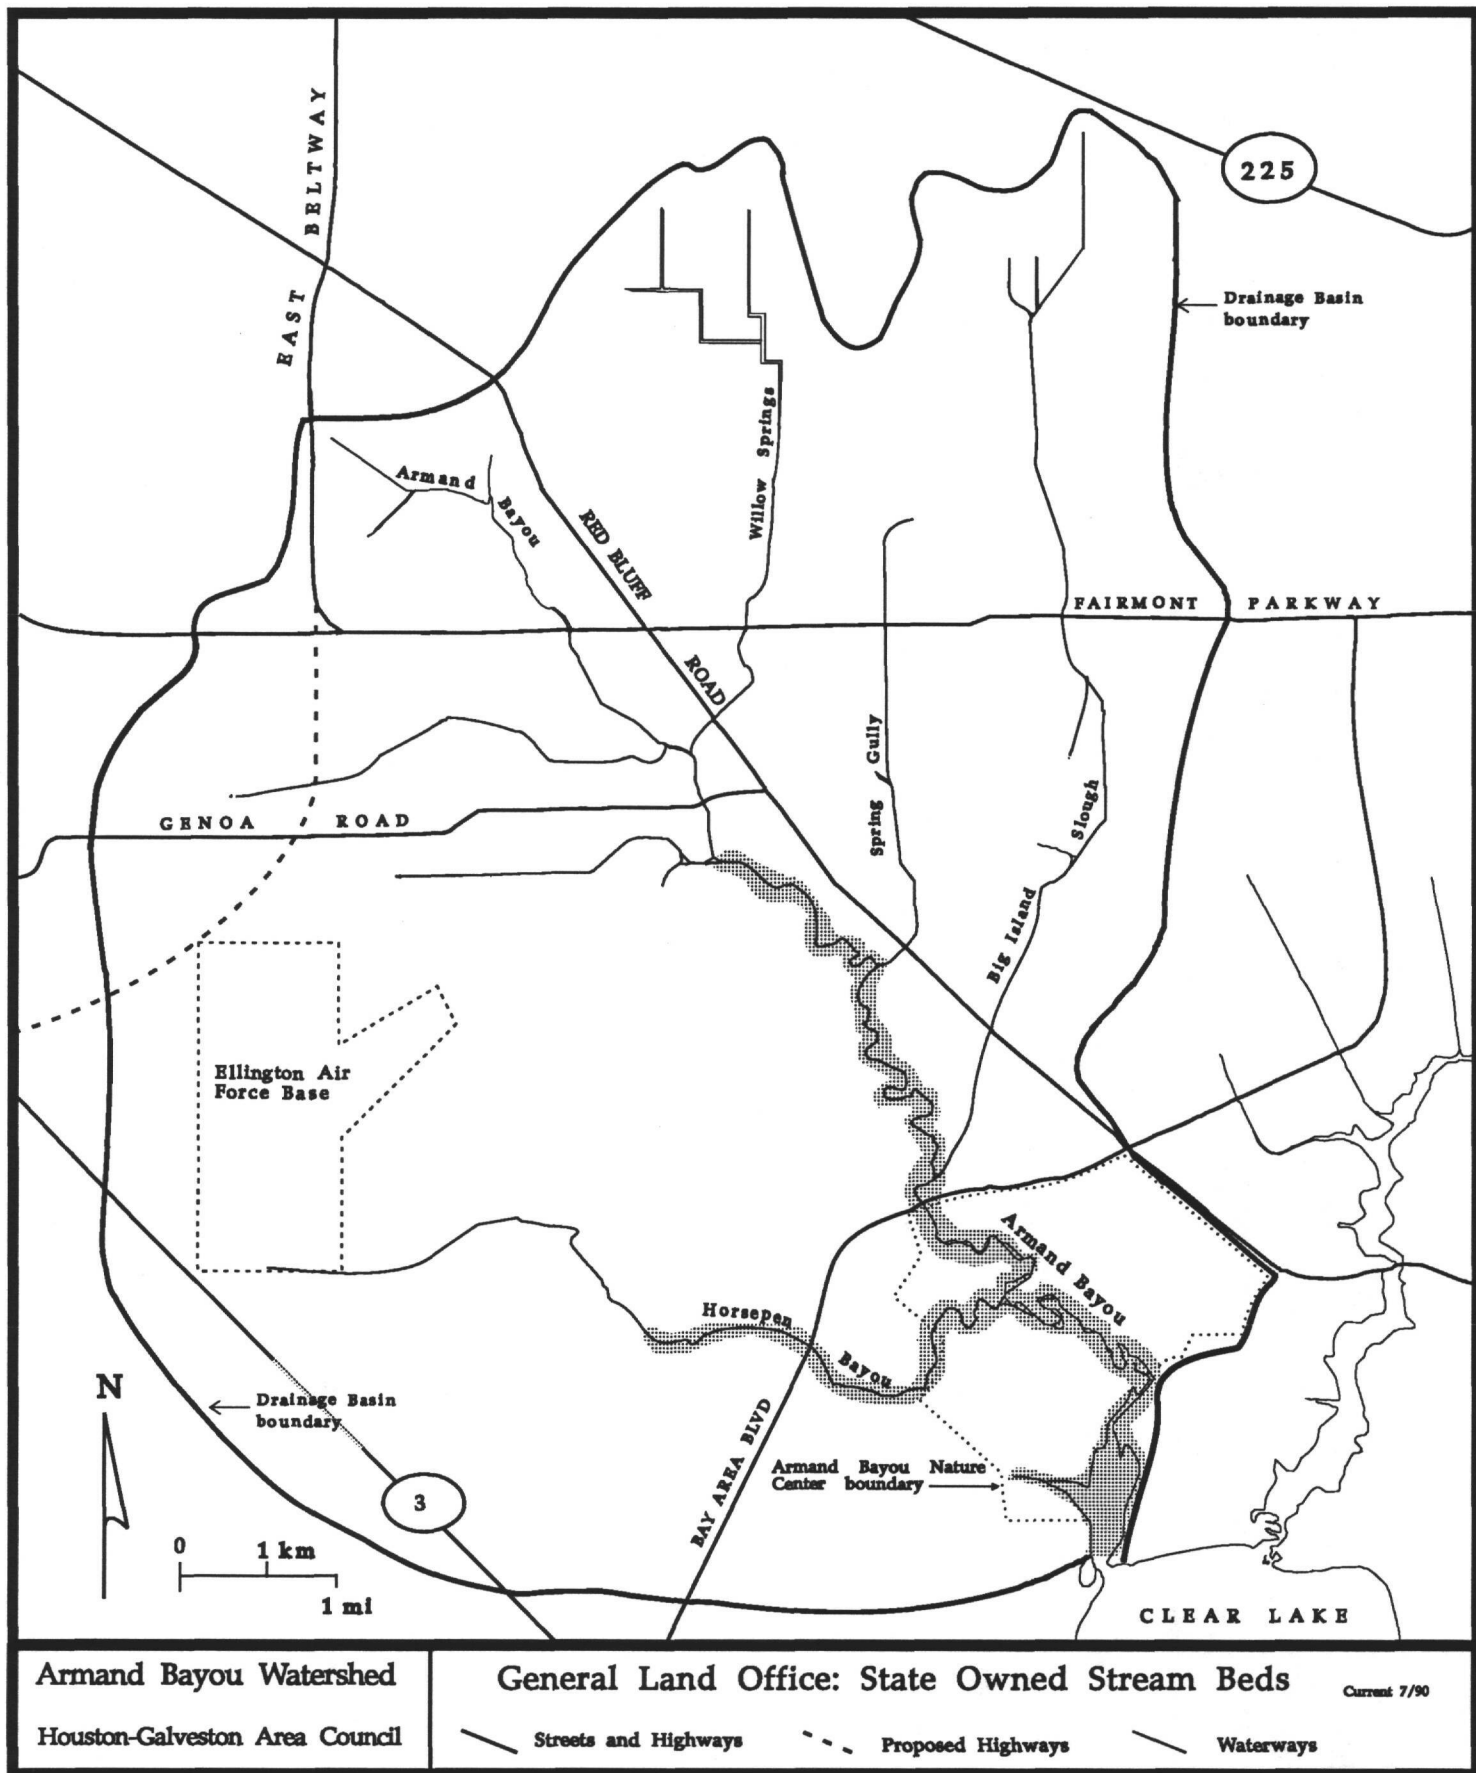 EAST BELTWAY
225
Drainage Basin
boundary
Armand Bayou
RED BLUFF ROAD
Willow Springs
FAIRMONT PARKWAY
Spring Gully
Big Island Slough
GENOA ROAD
Ellington Air
Force Base
Armand Bayou
Horsepen Bayou
N
Drainage Basin
boundary
3
BAY AREA BLVD
Armand Bayou Nature
Center boundary
0 1 km
1 mi
CLEAR LAKE
Armand Bayou Watershed
Houston-Galveston Area Council
General Land Office: State Owned Stream Beds
Current 7/90
Streets and Highways
Proposed Highways
Waterways